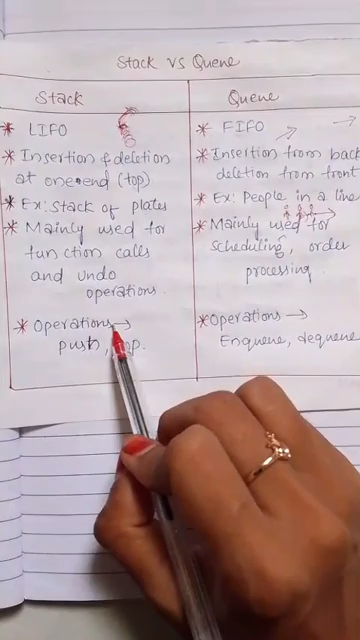 Stack vs Queue
Stack
* LIFO
* Insertion & deletion
at one end (top)
* Ex: Stack of plates
* Mainly used for
function calls
and undo
operations.
* Operations →
push, pop.
Queue
* FIFO
* Insertion from back
deletion from front
* Ex: People in a line
* Mainly used for
scheduling, order
processing.
* Operations →
Enqueue, dequeue